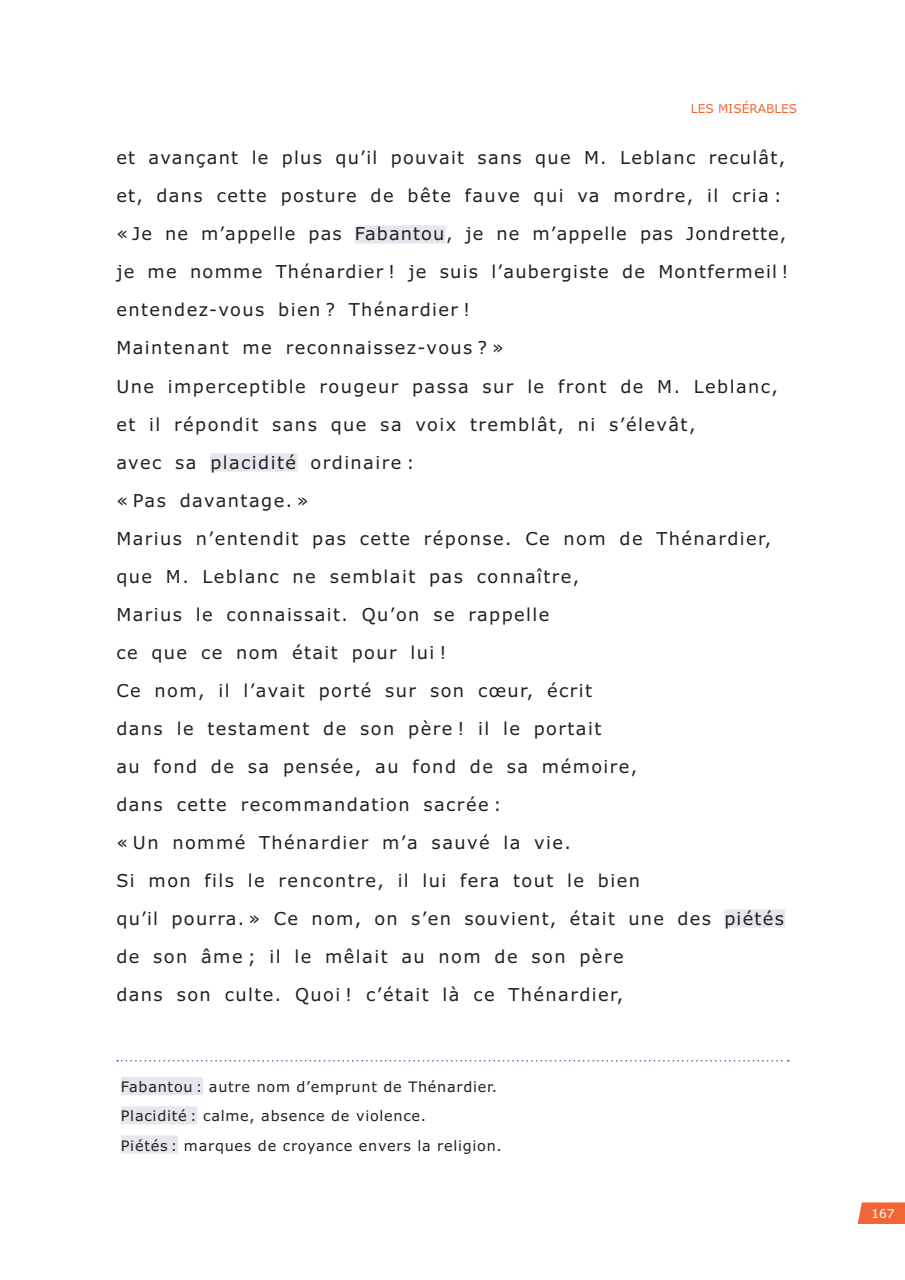 LES MISÉRABLES
et avançant le plus qu’il pouvait sans que M. Leblanc reculât,
et, dans cette posture de bête fauve qui va mordre, il cria :
« Je ne m’appelle pas Fabantou, je ne m’appelle pas Jondrette,
je me nomme Thénardier ! je suis l’aubergiste de Montfermeil !
entendez-vous bien ? Thénardier !
Maintenant me reconnaissez-vous ? »
Une imperceptible rougeur passa sur le front de M. Leblanc,
et il répondit sans que sa voix tremblât, ni s’élevât,
avec sa placidité ordinaire :
« Pas davantage. »
Marius n’entendit pas cette réponse. Ce nom de Thénardier,
que M. Leblanc ne semblait pas connaître,
Marius le connaissait. Qu’on se rappelle
ce que ce nom était pour lui !
Ce nom, il l’avait porté sur son cœur, écrit
dans le testament de son père ! il le portait
au fond de sa pensée, au fond de sa mémoire,
dans cette recommandation sacrée :
« Un nommé Thénardier m’a sauvé la vie.
Si mon fils le rencontre, il lui fera tout le bien
qu’il pourra. » Ce nom, on s’en souvient, était une des piétés
de son âme ; il le mêlait au nom de son père
dans son culte. Quoi ! c’était là ce Thénardier,
Fabantou : autre nom d’emprunt de Thénardier.
Placidité : calme, absence de violence.
Piétés : marques de croyance envers la religion.
167